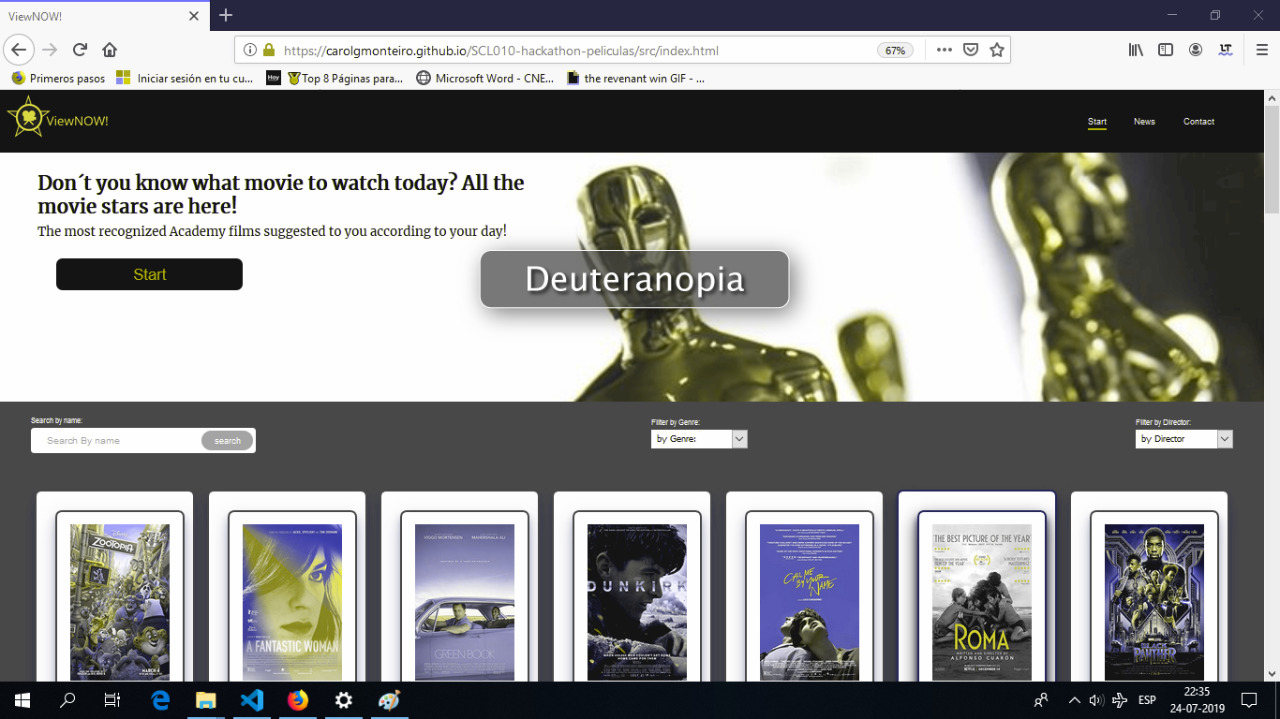 ViewNOW!
https://carolgmonteiro.github.io/SCL010-hackathon-peliculas/src/index.html
67%
Primeros pasos
Iniciar sesión en tu cu...
Hey
Top 8 Páginas para...
Microsoft Word - CNE...
the revenant win GIF - ...
ViewNOW!
Start
News
Contact
Don´t you know what movie to watch today? All the
movie stars are here!
The most recognized Academy films suggested to you according to your day!
Start
Deuteranopia
Search by name:
Search By name
search
Filter by Genre:
by Genre:
Filter by Director:
by Director
ZOOTOPIA
MARCH 4
A FANTASTIC WOMAN
VIGGO MORTENSEN
MAHERSHALA ALI
GREEN BOOK
DUNKIRK
CALL ME
BY YOUR
NAME
THE BEST PICTURE OF THE YEAR
ROMA
WRITTEN AND DIRECTED BY
ALFONSO CUARÓN
BLACK
PANTHER
ESP
22:35
24-07-2019